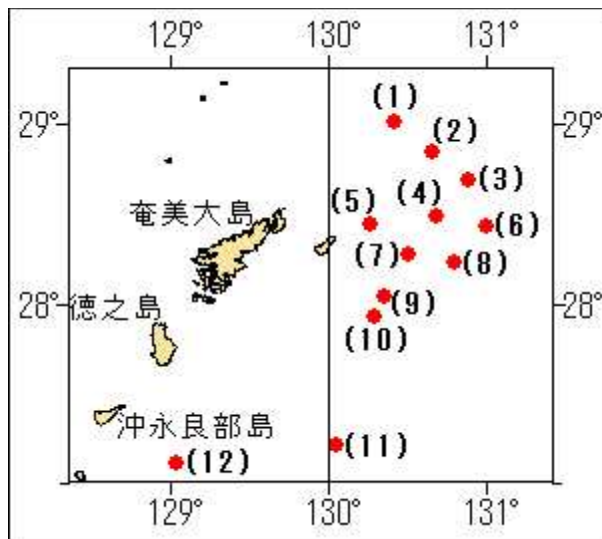 129° 130° 131°
(1)
29° (2) 29°
(3)
(4)
(5)
奄美大島 (6)
(7) (8)
28° (9) 28°
徳之島
(10)
沖永良部島 (11)
(12)
129° 130° 131°